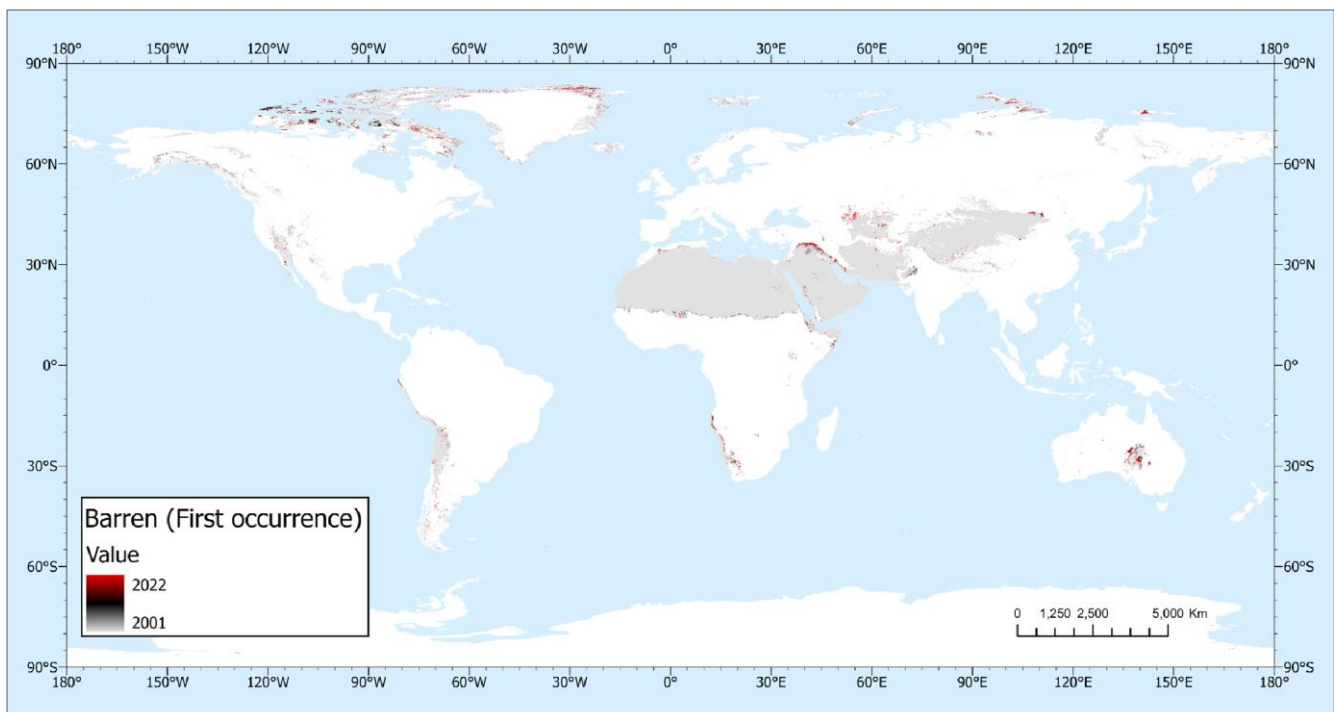 180° 150°W 120°W 90°W 60°W 30°W 0° 30°E 60°E 90°E 120°E 150°E 180°
90°N 90°N
60°N 60°N
30°N 30°N
0° 0°
30°S 30°S
Barren (First occurrence)
Value
2022
2001
60°S 60°S
0 1,250 2,500 5,000 Km
90°S 90°S
180° 150°W 120°W 90°W 60°W 30°W 0° 30°E 60°E 90°E 120°E 150°E 180°